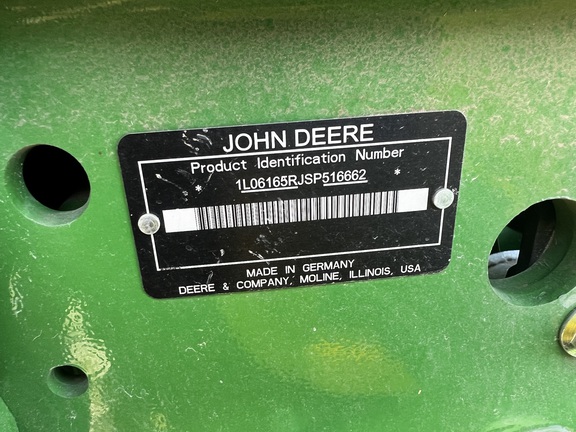 JOHN DEERE
Product Identification Number
* 1L06165RJSP516662 *
MADE IN GERMANY
DEERE & COMPANY, MOLINE, ILLINOIS, USA